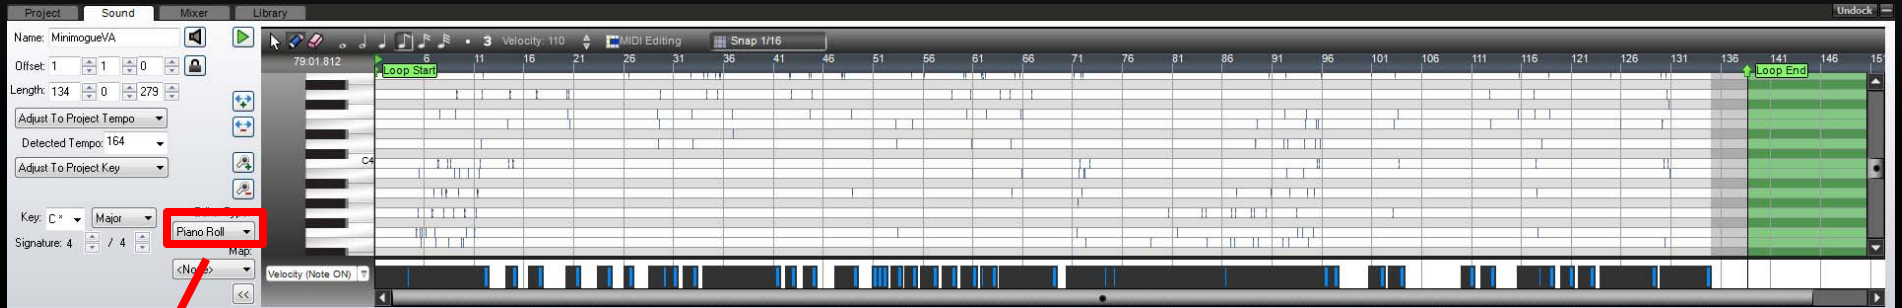 Project Sound Mixer Library Undock
Name: MinimogueVA
Velocity: 110 MIDI Editing Snap 1/16
3
Offset: 1 1 0
79:01.812 6 11 16 21 26 31 36 41 46 51 56 61 66 71 76 81 86 91 96 101 106 111 116 121 126 131 136 141 146 15
Loop Start Loop End
Length: 134 0 279
Adjust To Project Tempo
Detected Tempo: 164
Adjust To Project Key
C4
Key: C * Major
Piano Roll
Signature: 4 / 4
Map:
Velocity (Note ON)
<<